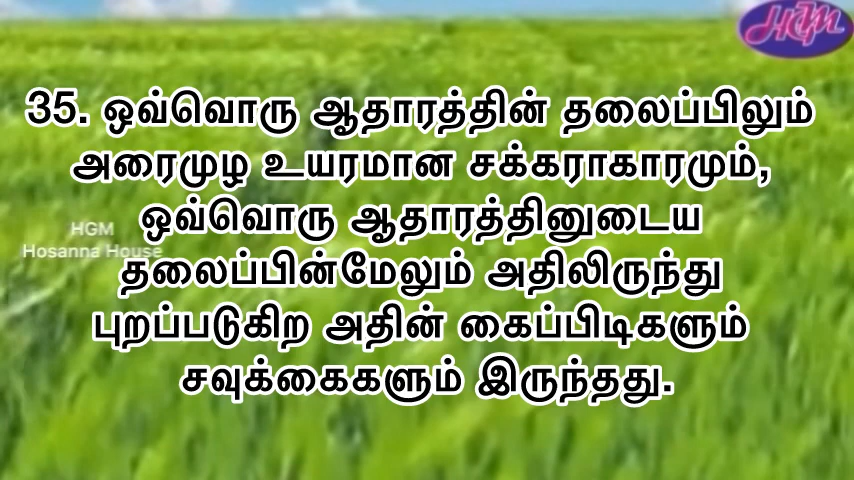 HGM
35. ஒவ்வொரு ஆதாரத்தின் தலைப்பிலும்
அரைமுழ உயரமான சக்கராகாரமும்,
ஒவ்வொரு ஆதாரத்தினுடைய
HGM
Hosanna House
தலைப்பின்மேலும் அதிலிருந்து
புறப்படுகிற அதின் கைப்பிடிகளும்
சவுக்கைகளும் இருந்தது.